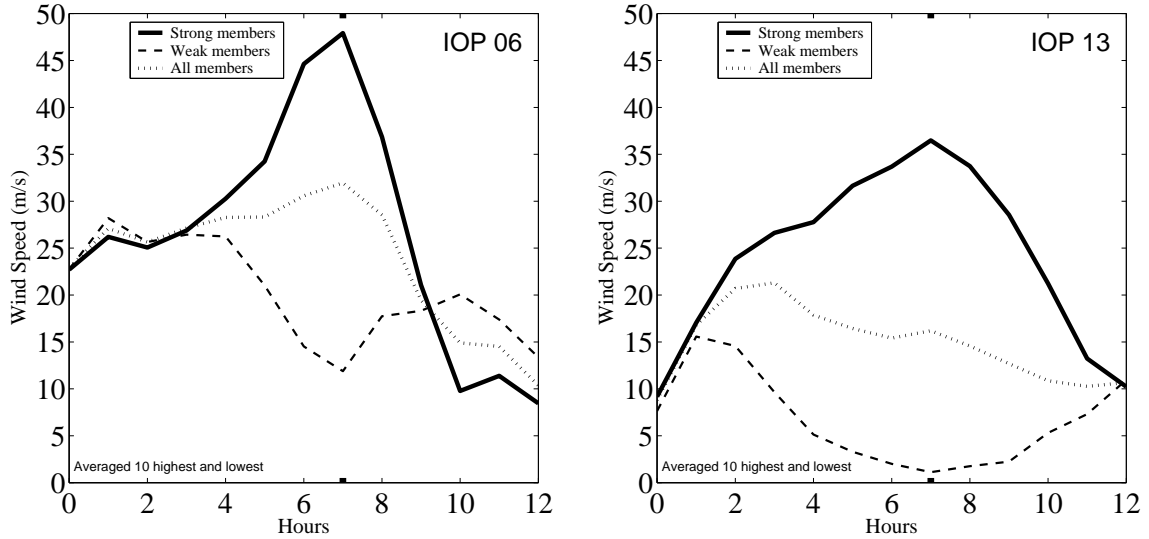 50
45
40
35
30
25
20
15
10
5
0
Wind Speed (m/s)
Strong members
Weak members
All members
IOP 06
Averaged 10 highest and lowest
0 2 4 6 8 10 12
Hours
50
45
40
35
30
25
20
15
10
5
0
Wind Speed (m/s)
Strong members
Weak members
All members
IOP 13
Averaged 10 highest and lowest
0 2 4 6 8 10 12
Hours